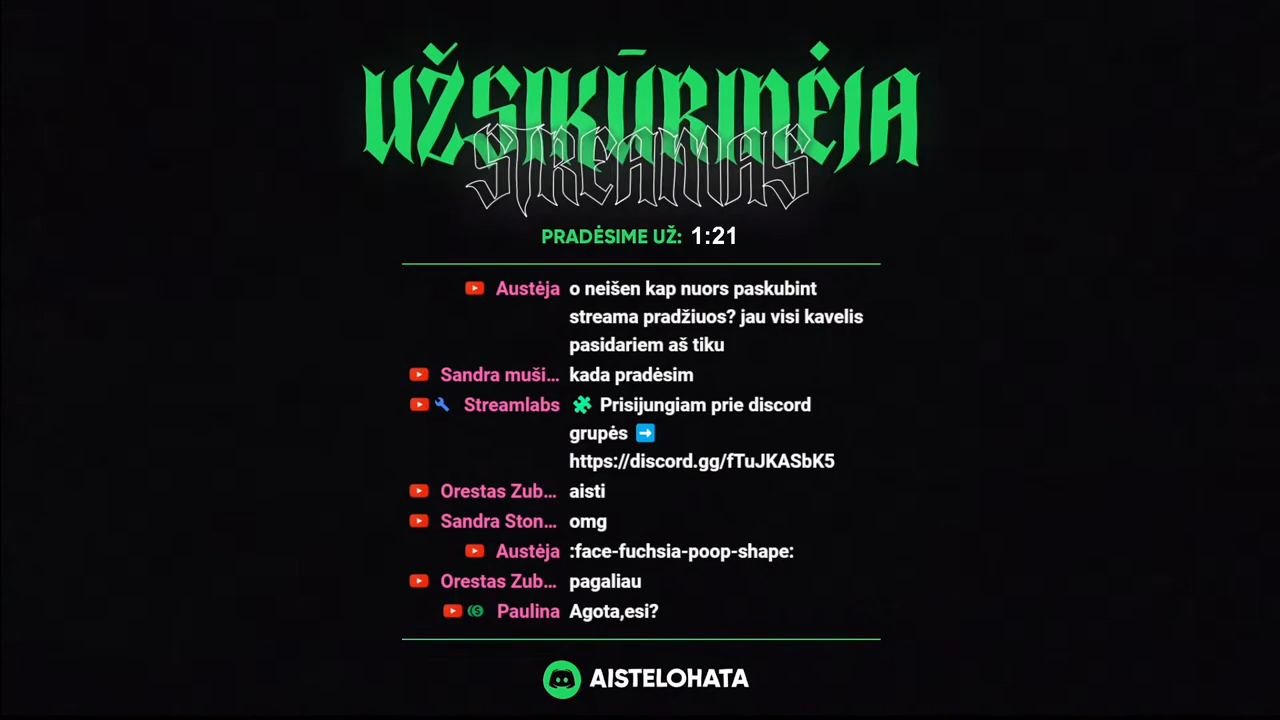 UŽSIKŪRINĖJA
STREAMAS
PRADĖSIME UŽ: 1:21
Austėja o neišen kap nuors paskubint
streama pradžiuos? jau visi kavelis
pasidariem aš tiku
Sandra muši... kada pradėsim
Streamlabs Prisijungiam prie discord
grupės
https://discord.gg/fTuJKASbK5
Orestas Zub... aisti
Sandra Ston... omg
Austėja :face-fuchsia-poop-shape:
Orestas Zub... pagaliau
Paulina Agota,esi?
AISTELOHATA